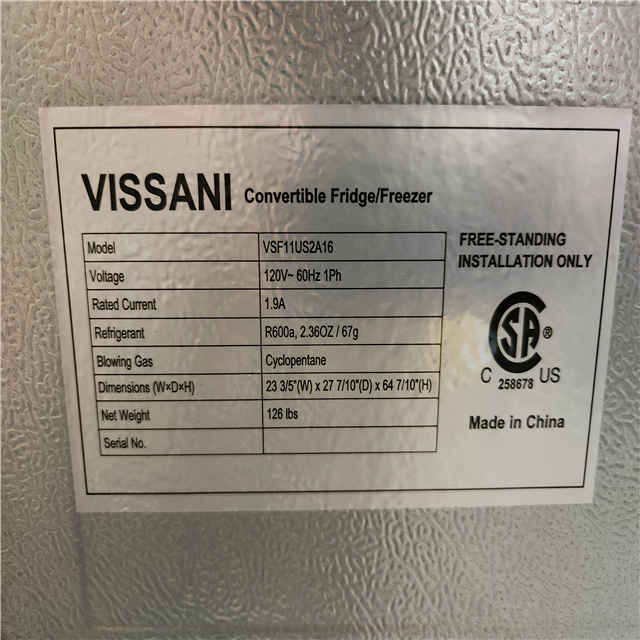 VISSANI Convertible Fridge/Freezer
Model VSF11US2A16
Voltage 120V~ 60Hz 1Ph
Rated Current 1.9A
Refrigerant R600a, 2.36OZ / 67g
Blowing Gas Cyclopentane
Dimensions (W×D×H) 23 3/5"(W) x 27 7/10"(D) x 64 7/10"(H)
Net Weight 126 lbs
Serial No.
FREE-STANDING
INSTALLATION ONLY
SA ®
C 258678 US
Made in China